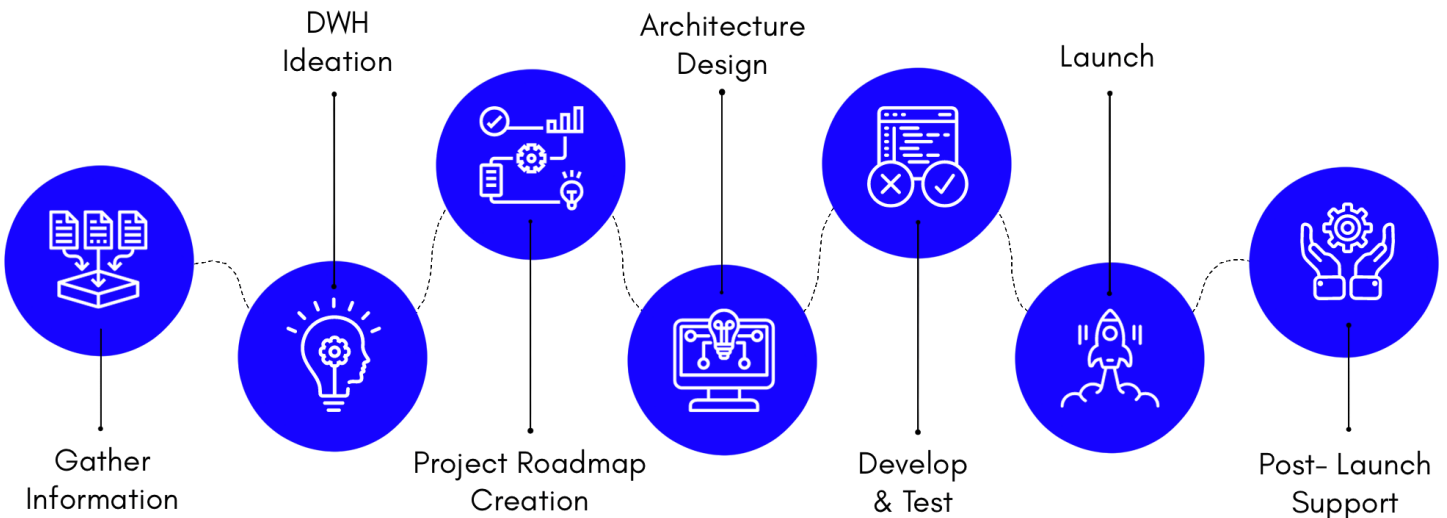 Gather
Information
DWH
Ideation
Project Roadmap
Creation
Architecture
Design
Develop
& Test
Launch
Post- Launch
Support